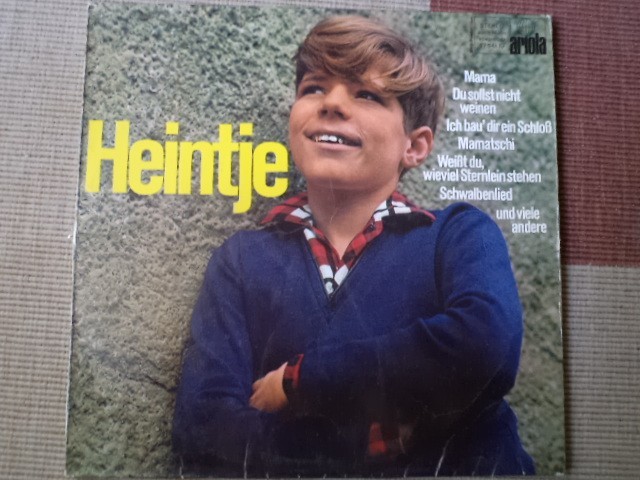 ariola
Mama
Du sollst nicht
weinen
Ich bau' dir ein Schloß
Mamatschi
Weißt du,
wieviel Sternlein stehen
Schwalbenlied
und viele
andere
Heintje